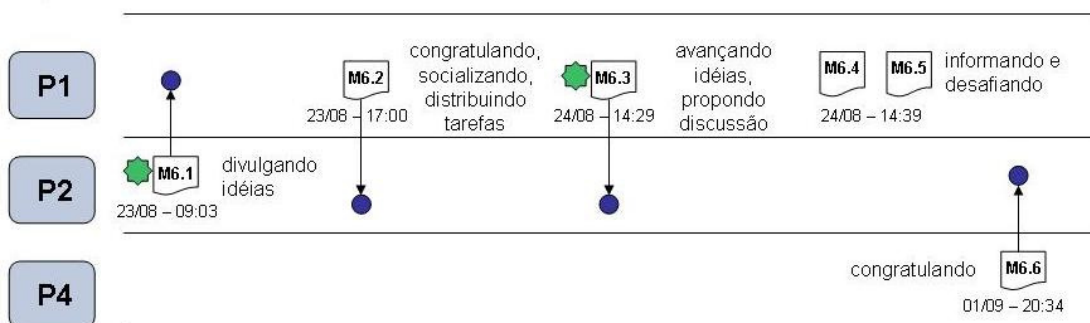 P1
M6.2
23/08 – 17:00
congratulando,
socializando,
distribuindo
tarefas
M6.3
24/08 – 14:29
avançando
idéias,
propondo
discussão
M6.4
M6.5
24/08 – 14:39
informando e
desafiando
P2
M6.1
23/08 – 09:03
divulgando
idéias
P4
congratulando
M6.6
01/09 – 20:34